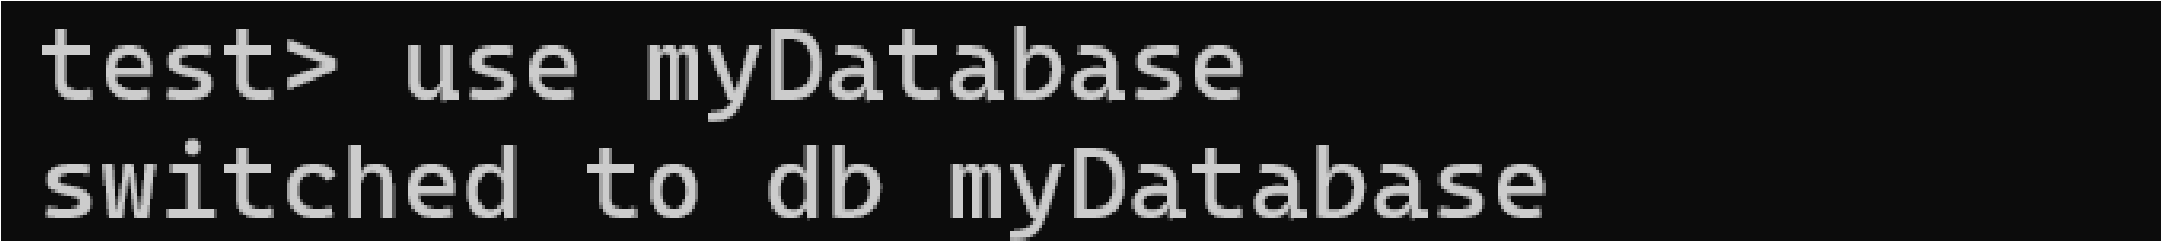 test> use myDatabase
switched to db myDatabase